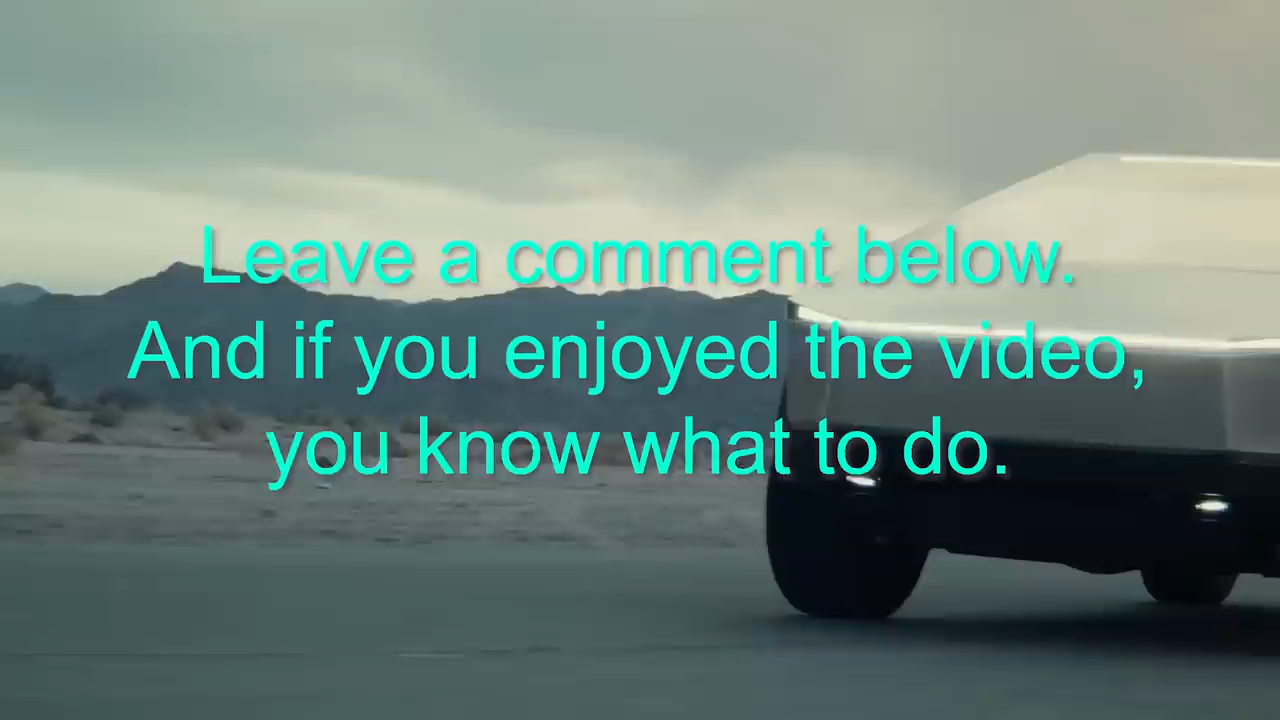 Leave a comment below.
And if you enjoyed the video,
you know what to do.